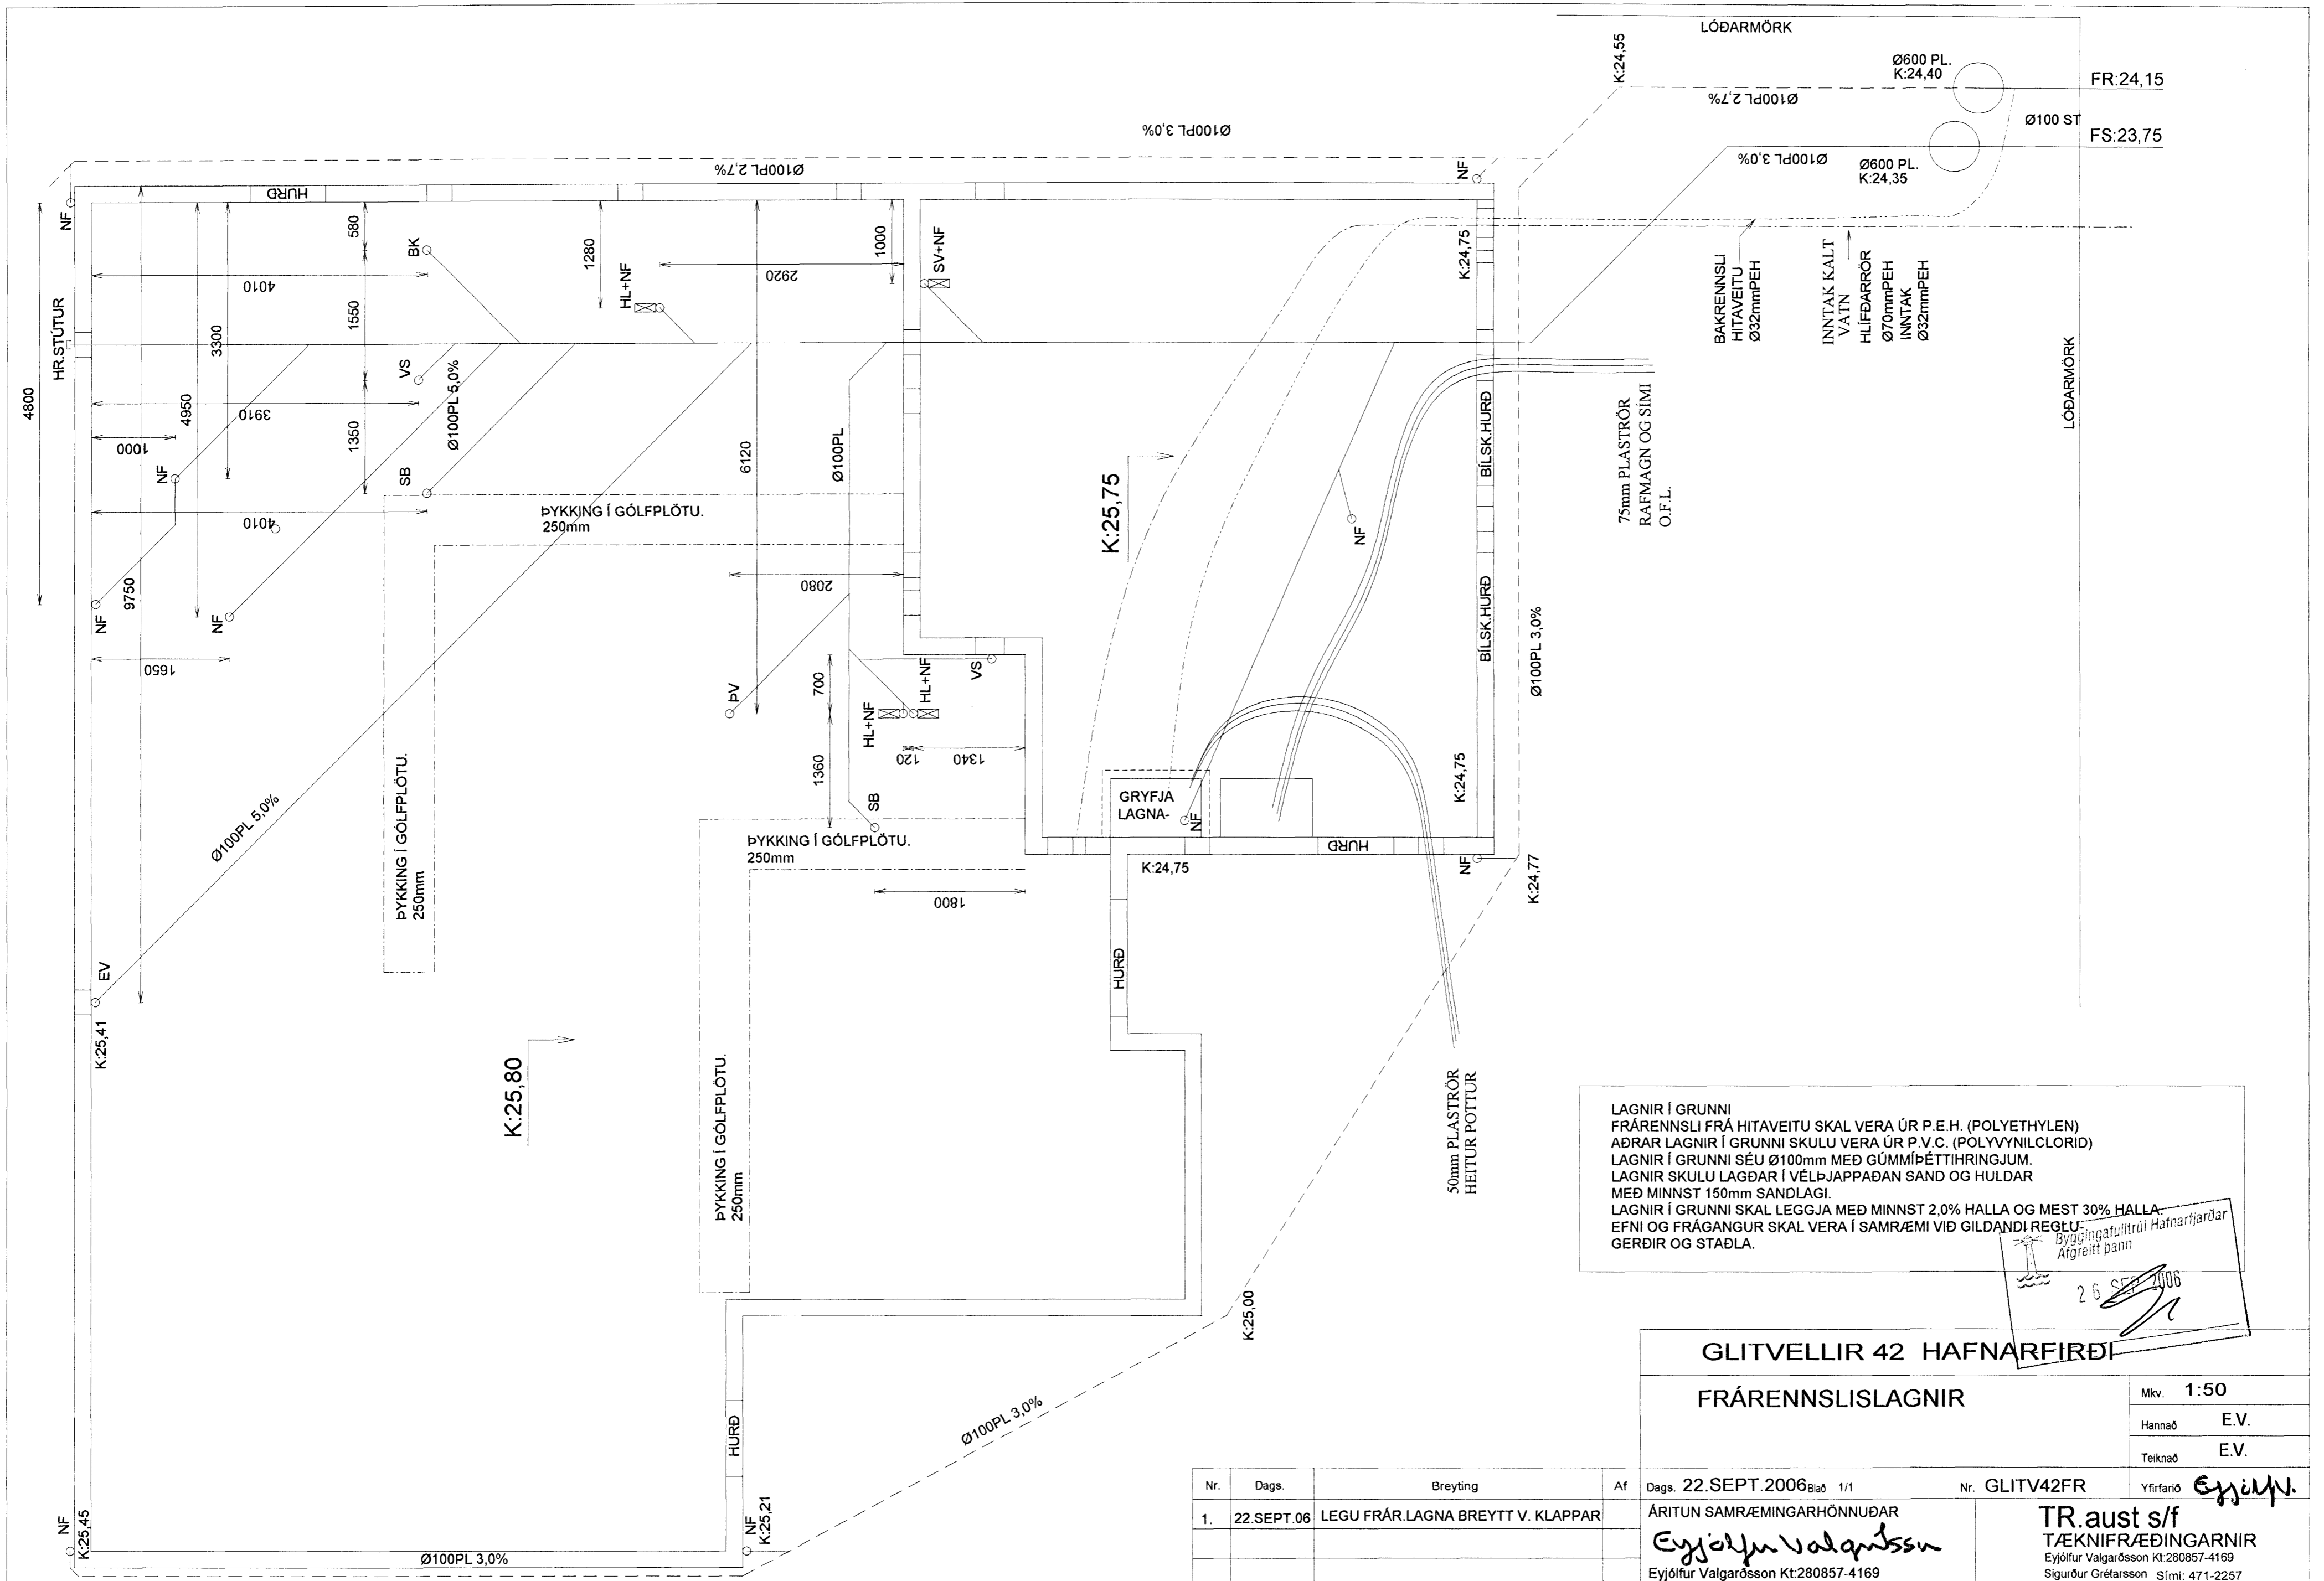 LÓÐARMÖRK
K:24,55
Ø600 PL.
K:24,40
FR:24,15
Ø100PL 2,7%
Ø100 ST
FS:23,75
Ø100PL 3,0%
Ø100PL 3,0%
Ø600 PL.
K:24,35
Ø100PL 2,7%
NF
NF
HURÐ
580
BK
4010
1280
HL+NF
2920
1000
SV+NF
K:24,75
BAKRENNSLI
HITAVEITU
Ø32mmPEH
INNTAK KALT
VATN
HLÍFÐARRÖR
Ø70mmPEH
INNTAK
Ø32mmPEH
LÓÐARMÖRK
4800
HR.STÚTUR
3300
1550
VS
Ø100PL 5,0%
4950
3910
1000
NF
1350
SB
4010
6120
Ø100PL
K:25,75
BÍLSK.HURÐ
75mm PLASTRÖR
RAFMAGN OG SÍMI
O.F.L.
ÞYKKING Í GÓLFPLÖTU.
250mm
NF
9750
NF
NF
2080
1650
BÍLSK.HURÐ
Ø100PL 3,0%
ÞV
700
HL+NF
HL+NF
VS
120
1340
1360
SB
K:24,75
GRYFJA
LAGNA-
NF
Ø100PL 5,0%
ÞYKKING Í GÓLFPLÖTU.
250mm
ÞYKKING Í GÓLFPLÖTU.
250mm
1800
K:24,75
HURÐ
NF
K:24,77
HURÐ
EV
K:25,41
K:25,80
ÞYKKING Í GÓLFPLÖTU.
250mm
50mm PLASTRÖR
HEITUR POTTUR
K:25,00
Ø100PL 3,0%
HURÐ
NF
K:25,45
NF
K:25,21
Ø100PL 3,0%
LAGNIR Í GRUNNI
FRÁRENNSLI FRÁ HITAVEITU SKAL VERA ÚR P.E.H. (POLYETHYLEN)
AÐRAR LAGNIR Í GRUNNI SKULU VERA ÚR P.V.C. (POLYVYNILCLORID)
LAGNIR Í GRUNNI SÉU Ø100mm MEÐ GÚMMÍÞÉTTIHRINGJUM.
LAGNIR SKULU LAGÐAR Í VÉLÞJAPPAÐAN SAND OG HULDAR
MEÐ MINNST 150mm SANDLAGI.
LAGNIR Í GRUNNI SKAL LEGGJA MEÐ MINNST 2,0% HALLA OG MEST 30% HALLA.
EFNI OG FRÁGANGUR SKAL VERA Í SAMRÆMI VIÐ GILDANDI REGLU-
GERÐIR OG STAÐLA.
Byggingafulltrúi Hafnarfjarðar
Afgreitt þann
26 SEP 2006
GLITVELLIR 42 HAFNARFIRÐI
FRÁRENNSLISLAGNIR
Mkv. 1:50
Hannað E.V.
Teiknað E.V.
Nr. Dags. Breyting Af
Dags. 22.SEPT.2006 Blað 1/1 Nr. GLITV42FR
Yfirfarið EyjólfV.
1. 22.SEPT.06 LEGU FRÁR.LAGNA BREYTT V. KLAPPAR
ÁRITUN SAMRÆMINGARHÖNNUÐAR
Eyjólfur Valgarðsson
Eyjólfur Valgarðsson Kt:280857-4169
TR.aust s/f
TÆKNIFRÆÐINGARNIR
Eyjólfur Valgarðsson Kt:280857-4169
Sigurður Grétarsson Sími: 471-2257